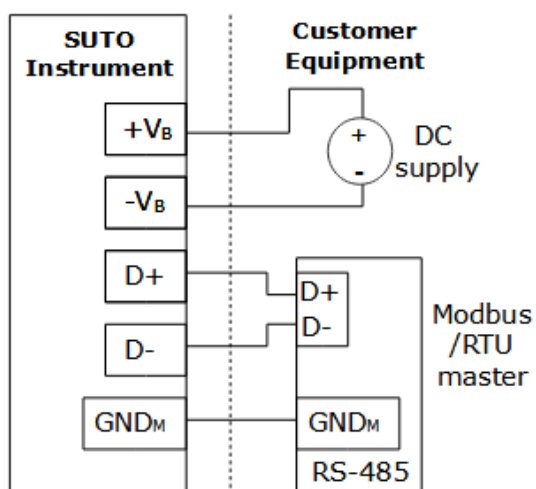 SUTO
Instrument
Customer
Equipment
+VB
-VB
D+
D-
GNDM
+
-
DC
supply
D+
D-
GNDM
RS-485
Modbus
/RTU
master